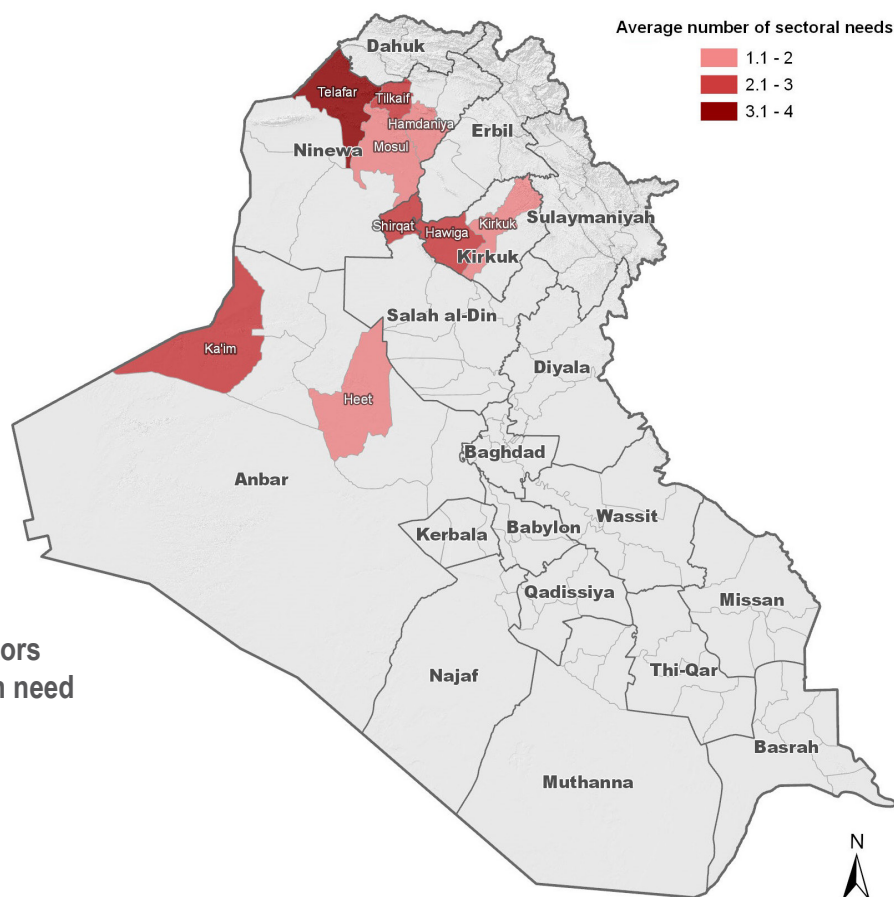 Average number of sectoral needs
1.1 - 2
2.1 - 3
3.1 - 4
Dahuk
Telafar
Tilkaif
Hamdaniya
Erbil
Mosul
Ninewa
Sulaymaniyah
Shirqat
Hawiga
Kirkuk
Kirkuk
Salah al-Din
Ka'im
Diyala
Heet
Baghdad
Anbar
Wassit
Kerbala
Babylon
Qadissiya
Missan
ors
Najaf
Thi-Qar
need
Basrah
Muthanna
N